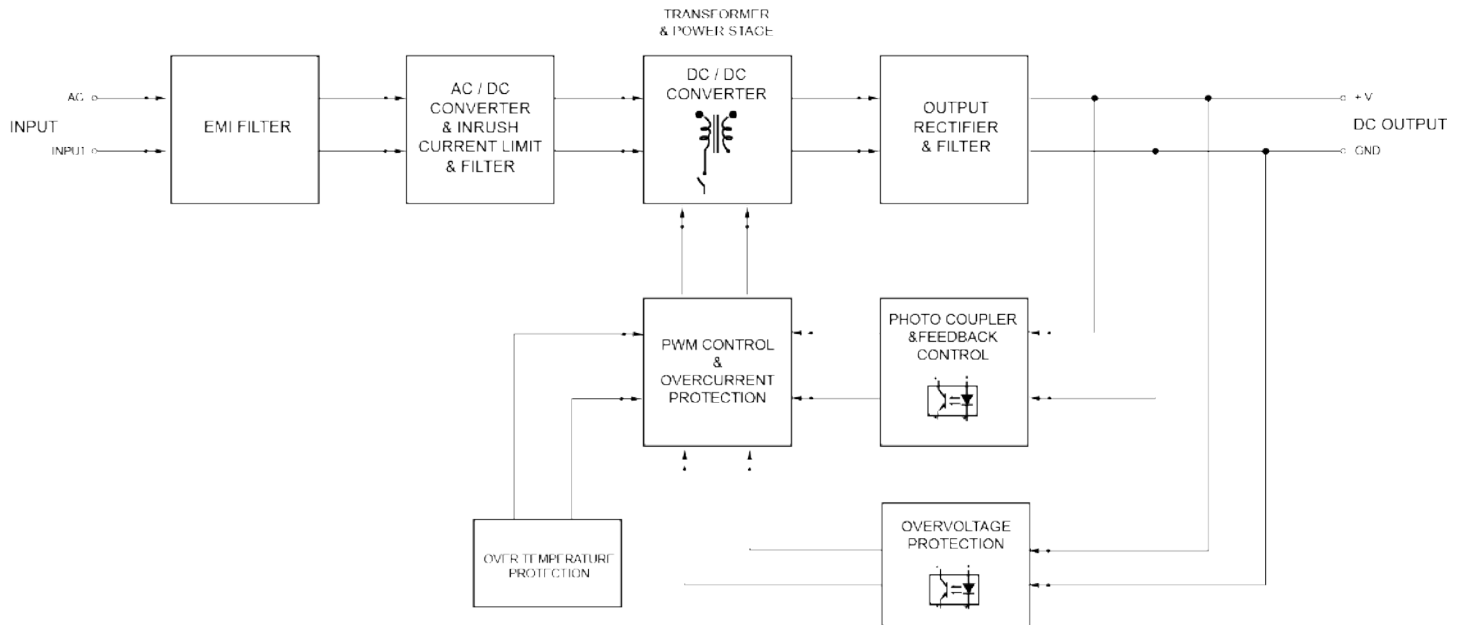 TRANSFORMER
& POWER STAGE
INPUT
AC
INPUT
EMI FILTER
AC / DC
CONVERTER
& INRUSH
CURRENT LIMIT
& FILTER
DC / DC
CONVERTER
OUTPUT
RECTIFIER
& FILTER
+ V
DC OUTPUT
GND
PWM CONTROL
&
OVERCURRENT
PROTECTION
PHOTO COUPLER
&FEEDBACK
CONTROL
OVER TEMPERATURE
PROTECTION
OVERVOLTAGE
PROTECTION